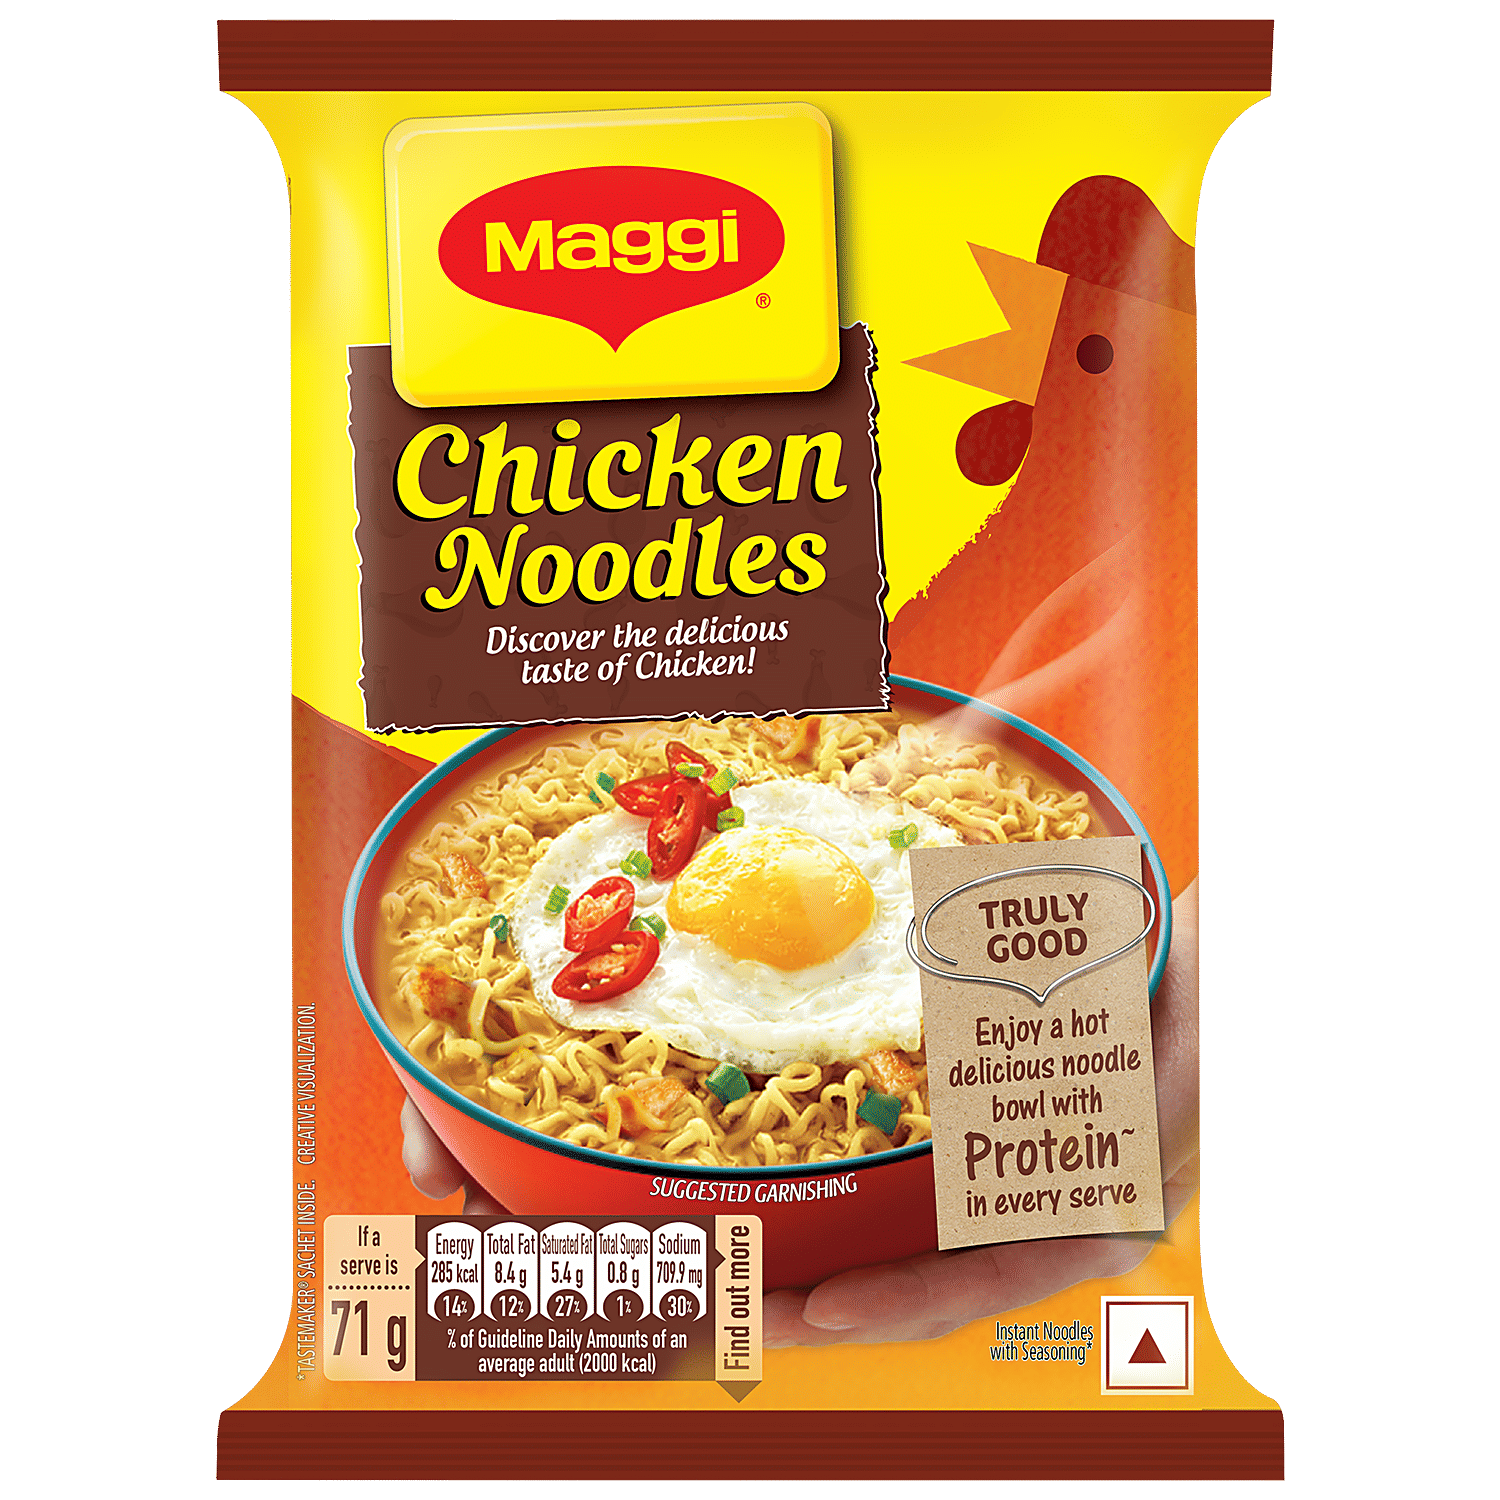 Maggi
®
Chicken
Noodles
Discover the delicious
taste of Chicken!
TRULY
GOOD
Enjoy a hot
delicious noodle
bowl with
Protein~
in every serve
SUGGESTED GARNISHING
*TASTEMAKER® SACHET INSIDE. CREATIVE VISUALIZATION.
If a
serve is
71 g
Energy
285 kcal
14%
Total Fat
8.4 g
12%
Saturated Fat
5.4 g
27%
Total Sugars
0.8 g
1%
Sodium
709.9 mg
30%
% of Guideline Daily Amounts of an
average adult (2000 kcal)
Find out more
Instant Noodles
with Seasoning*